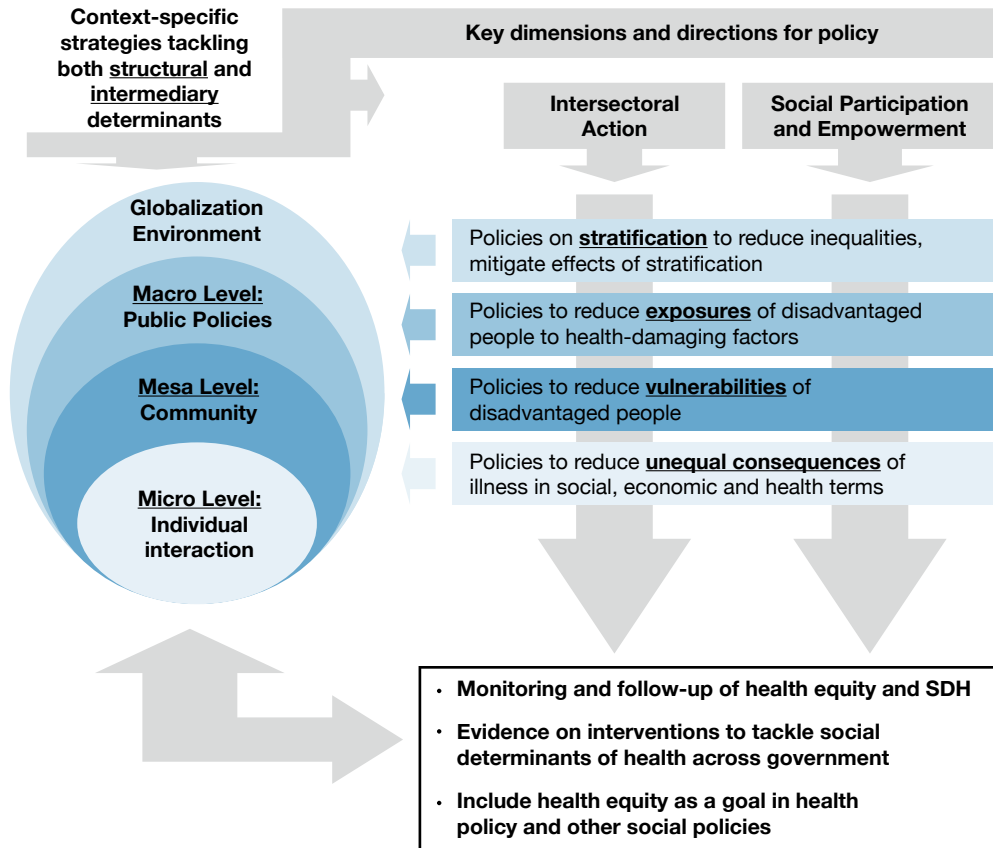 Context-specific
strategies tackling
both structural and
intermediary
determinants
Key dimensions and directions for policy
Intersectoral
Action
Social Participation
and Empowerment
Globalization
Environment
Macro Level:
Public Policies
Mesa Level:
Community
Micro Level:
Individual
interaction
Policies on stratification to reduce inequalities,
mitigate effects of stratification
Policies to reduce exposures of disadvantaged
people to health-damaging factors
Policies to reduce vulnerabilities of
disadvantaged people
Policies to reduce unequal consequences of
illness in social, economic and health terms
• Monitoring and follow-up of health equity and SDH
• Evidence on interventions to tackle social
determinants of health across government
• Include health equity as a goal in health
policy and other social policies